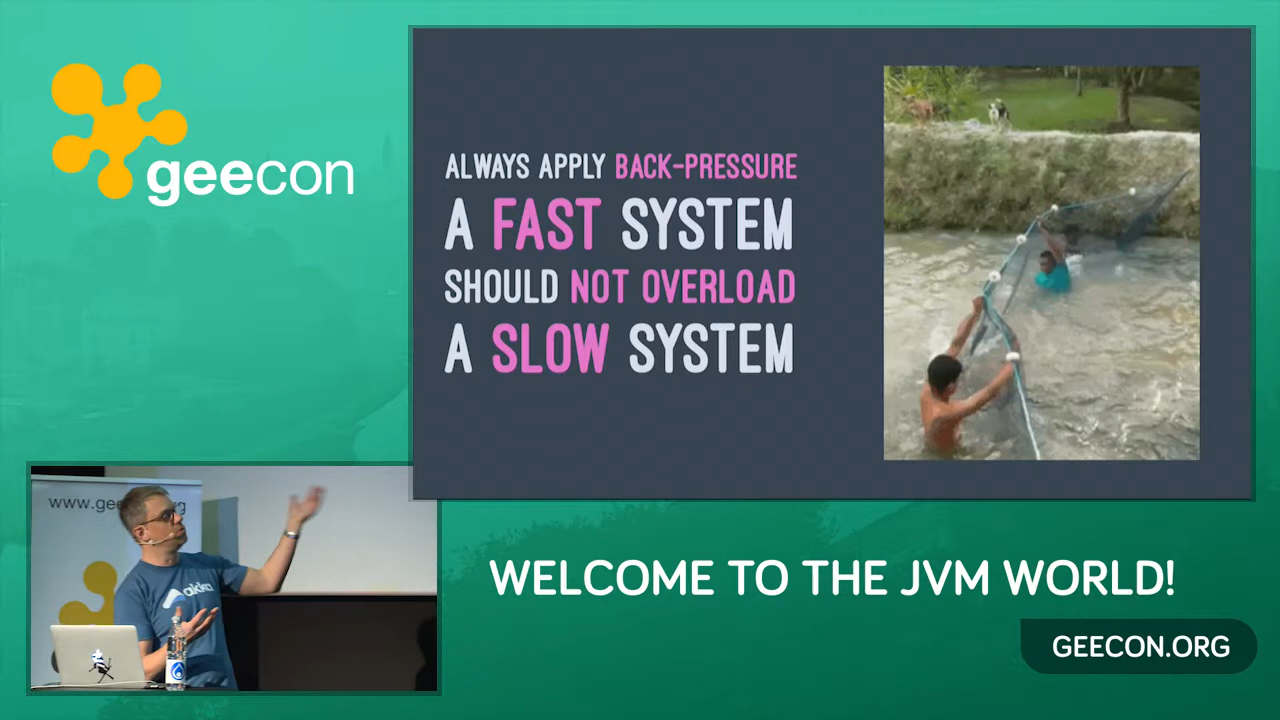 geecon
ALWAYS APPLY BACK-PRESSURE
A FAST SYSTEM
SHOULD NOT OVERLOAD
A SLOW SYSTEM
akka
WELCOME TO THE JVM WORLD!
GEECON.ORG